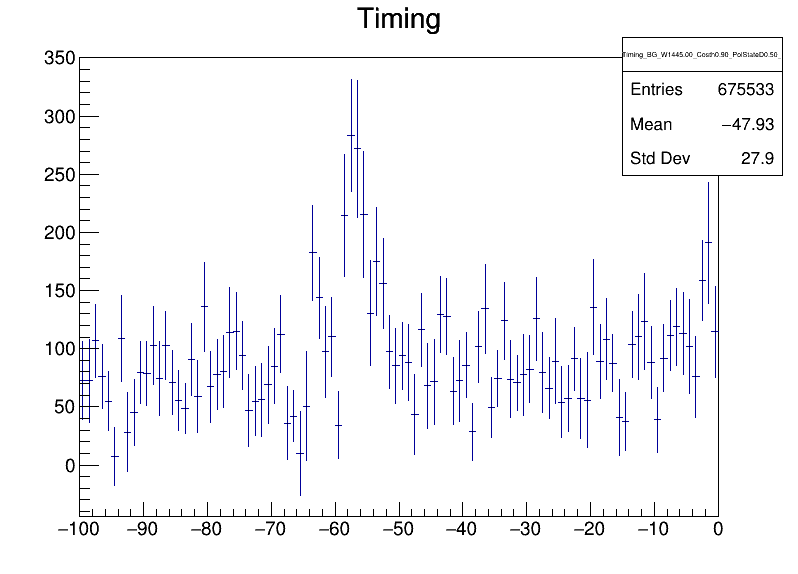 Timing
Timing_BG_W1445.00_Costh0.90_PolStateD0.50_
Entries 675533
Mean −47.93
Std Dev 27.9
350
300
250
200
150
100
50
0
−100 −90 −80 −70 −60 −50 −40 −30 −20 −10 0